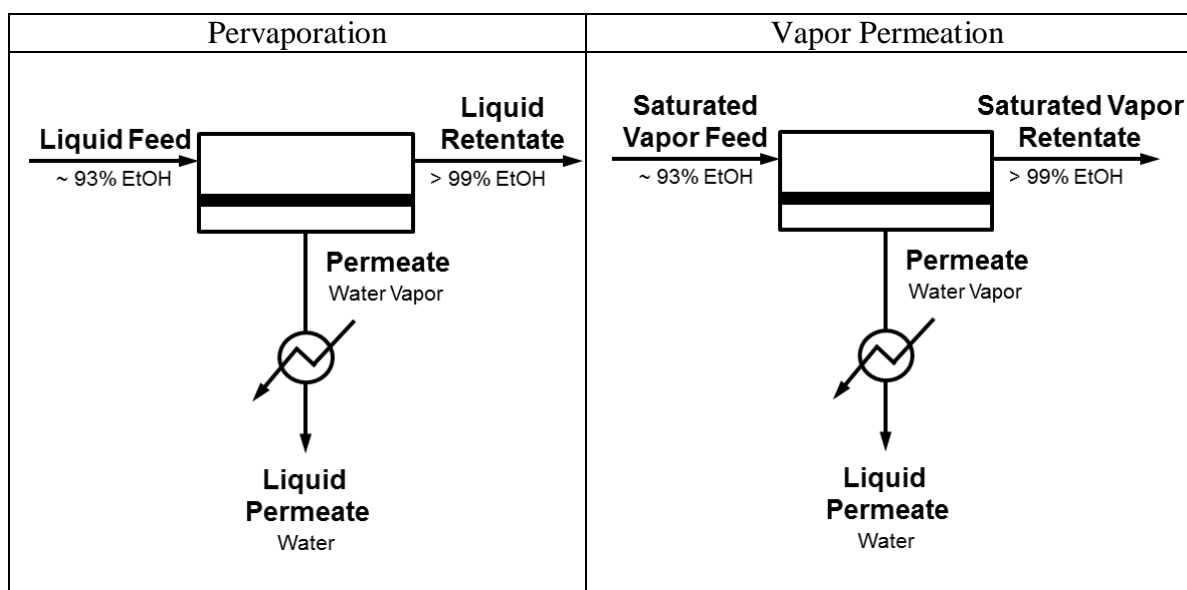 Pervaporation
Vapor Permeation
Liquid Feed
~ 93% EtOH
Liquid
Retentate
> 99% EtOH
Permeate
Water Vapor
Liquid
Permeate
Water
Saturated
Vapor Feed
~ 93% EtOH
Saturated Vapor
Retentate
> 99% EtOH
Permeate
Water Vapor
Liquid
Permeate
Water